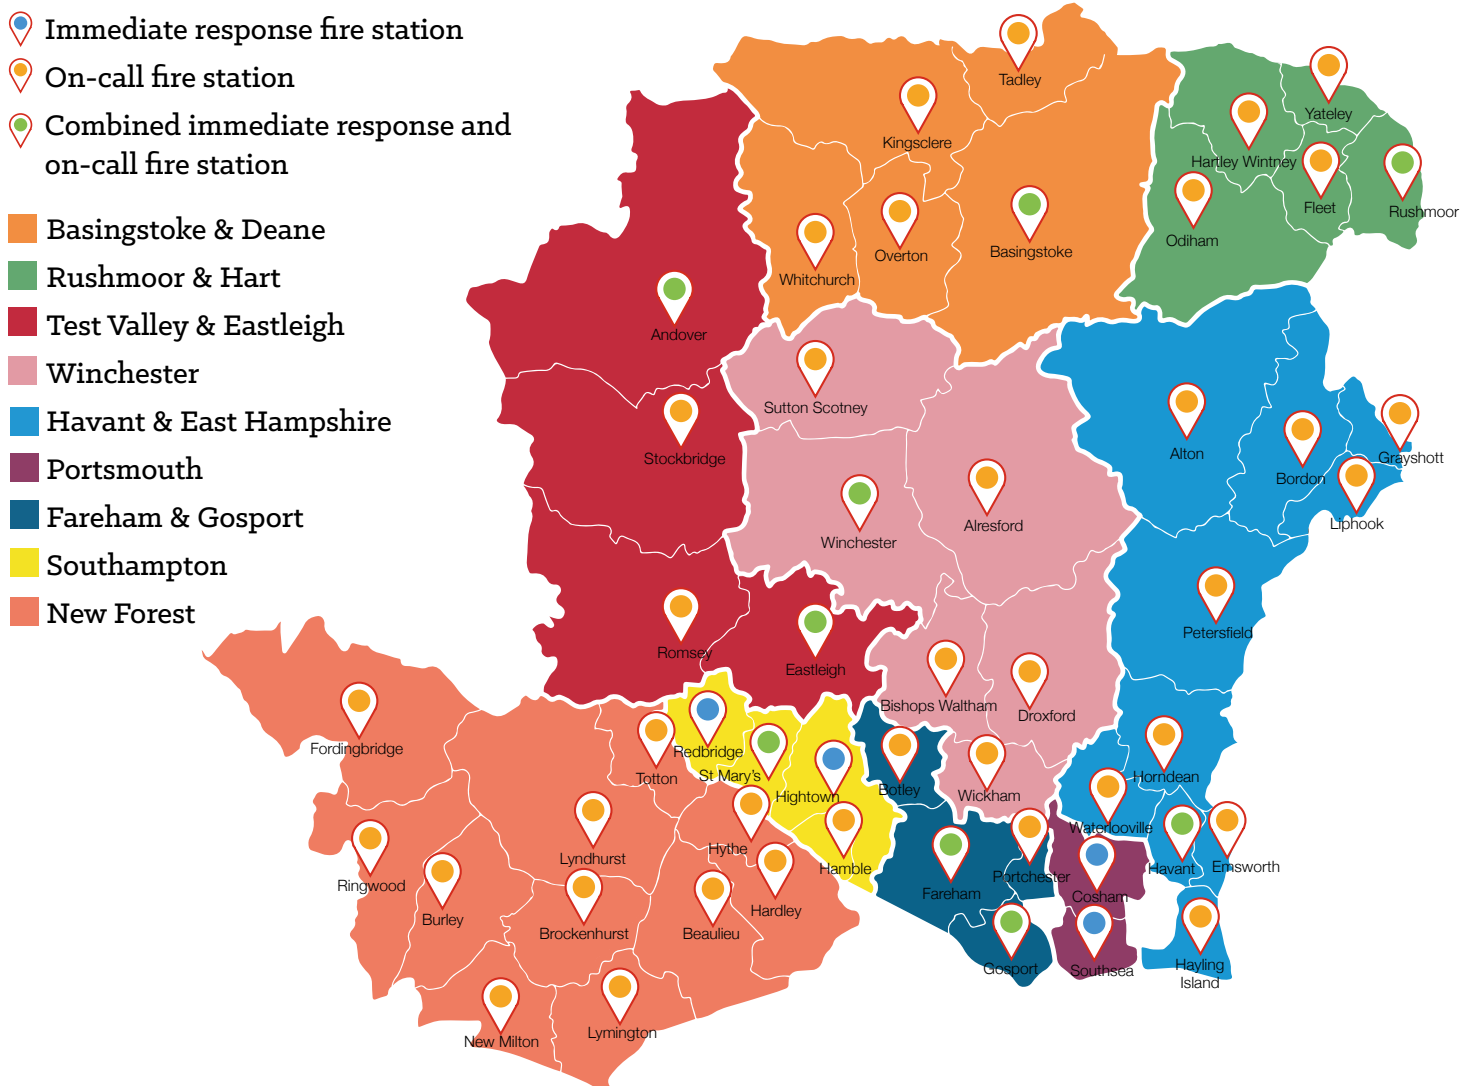 Immediate response fire station
On-call fire station
Combined immediate response and
on-call fire station
Basingstoke & Deane
Rushmoor & Hart
Test Valley & Eastleigh
Winchester
Havant & East Hampshire
Portsmouth
Fareham & Gosport
Southampton
New Forest
Tadley
Kingsclere
Yateley
Hartley Wintney
Fleet
Rushmoor
Odiham
Basingstoke
Overton
Whitchurch
Andover
Sutton Scotney
Stockbridge
Alton
Grayshott
Bordon
Liphook
Winchester
Alresford
Petersfield
Romsey
Eastleigh
Bishops Waltham
Droxford
Fordingbridge
Totton
Redbridge
St Mary's
Hightown
Botley
Wickham
Horndean
Waterlooville
Lyndhurst
Hythe
Hamble
Fareham
Portchester
Cosham
Havant
Emsworth
Ringwood
Burley
Brockenhurst
Beaulieu
Hardley
Gosport
Southsea
Hayling
Island
New Milton
Lymington